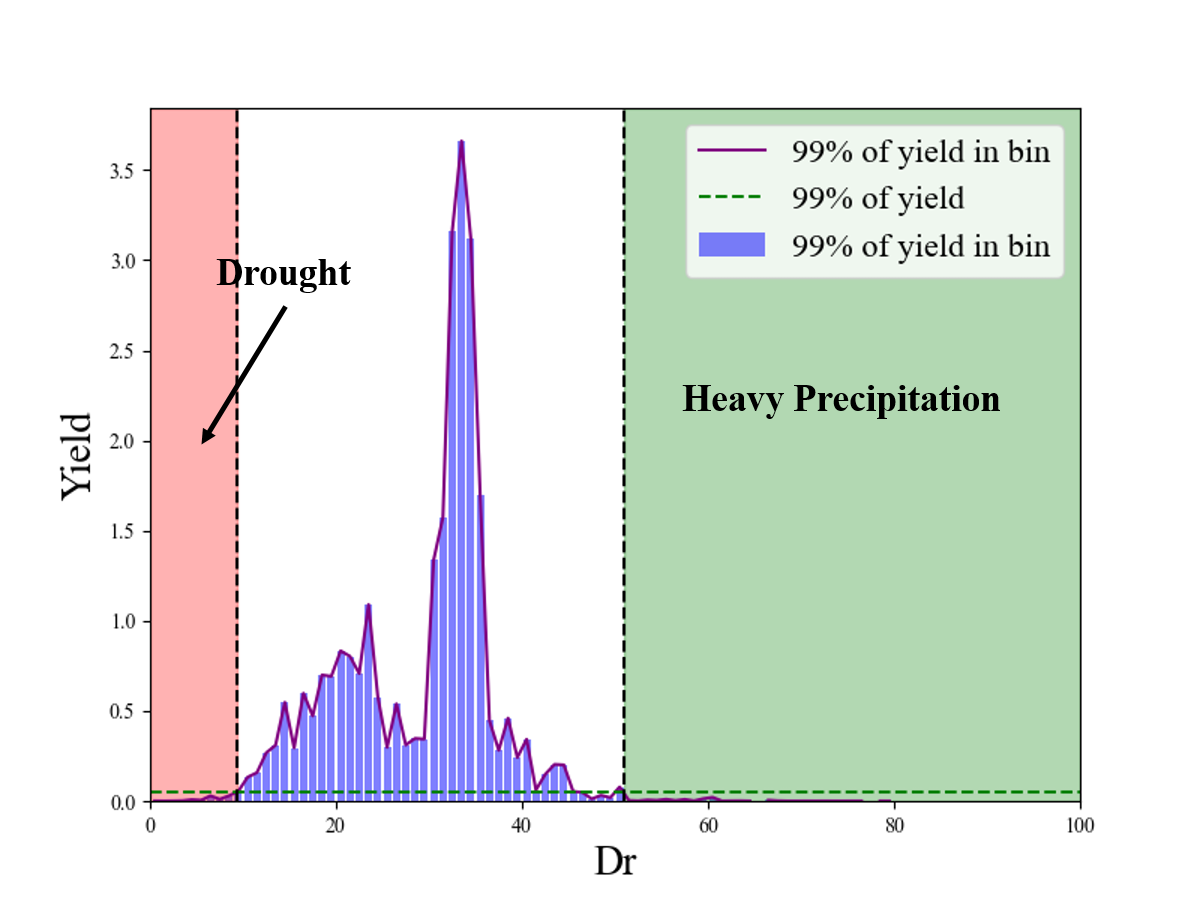 99% of yield in bin
99% of yield
99% of yield in bin
Drought
Heavy Precipitation
Yield
3.5
3.0
2.5
2.0
1.5
1.0
0.5
0.0
0 20 40 60 80 100
Dr